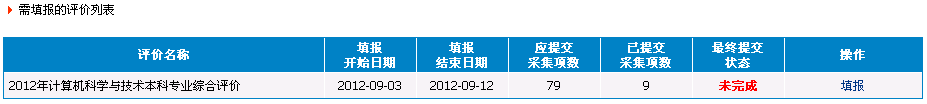 需填报的评价列表
评价名称 填报开始日期 填报结束日期 应提交采集项数 已提交采集项数 最终提交状态 操作
2012年计算机科学与技术本科专业综合评价 2012-09-03 2012-09-12 79 9 未完成 填报